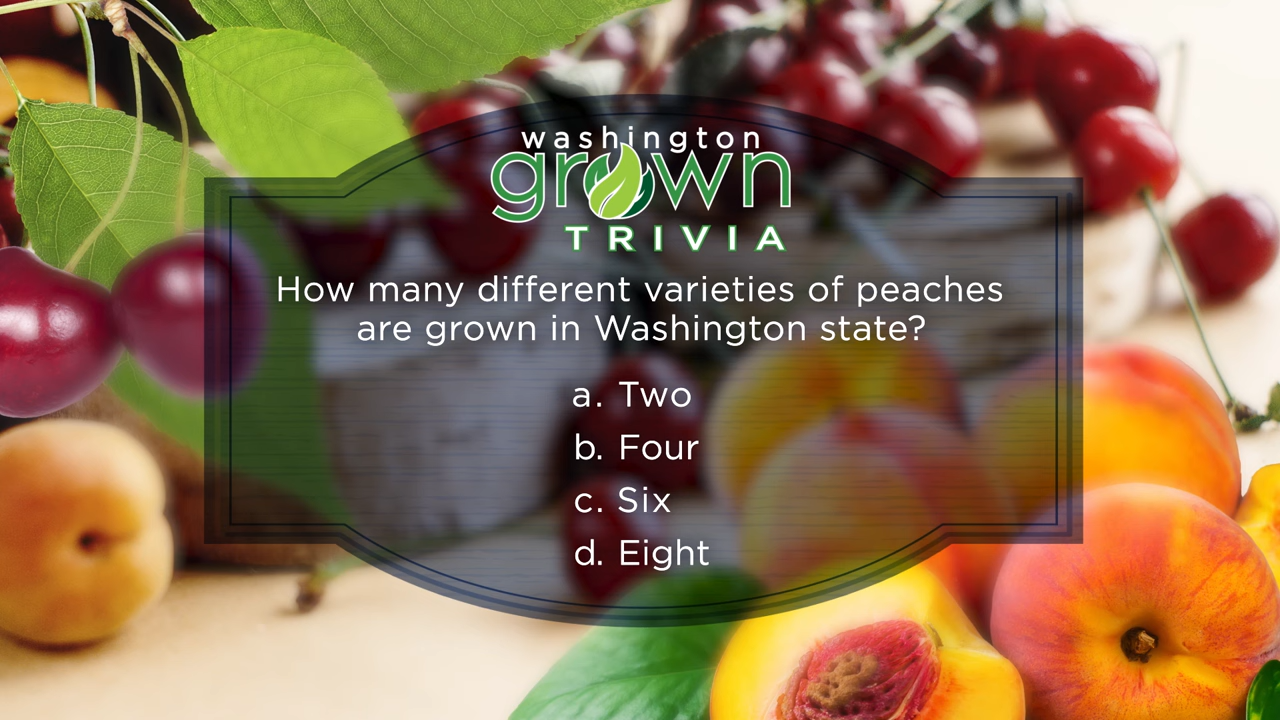 washington
grown
TRIVIA
How many different varieties of peaches
are grown in Washington state?
a. Two
b. Four
c. Six
d. Eight